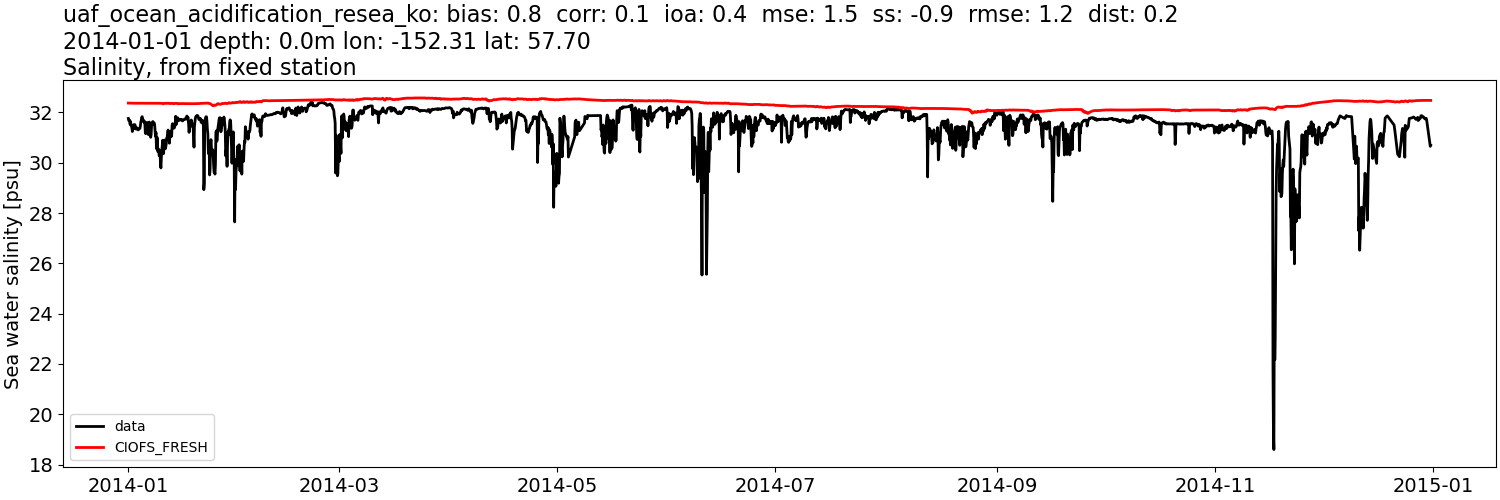 uaf_ocean_acidification_resea_ko: bias: 0.8  corr: 0.1  ioa: 0.4  mse: 1.5  ss: -0.9  rmse: 1.2  dist: 0.2
2014-01-01 depth: 0.0m lon: -152.31 lat: 57.70
Salinity, from fixed station
Sea water salinity [psu]
32
30
28
26
24
22
20
18
data
CIOFS_FRESH
2014-01
2014-03
2014-05
2014-07
2014-09
2014-11
2015-01